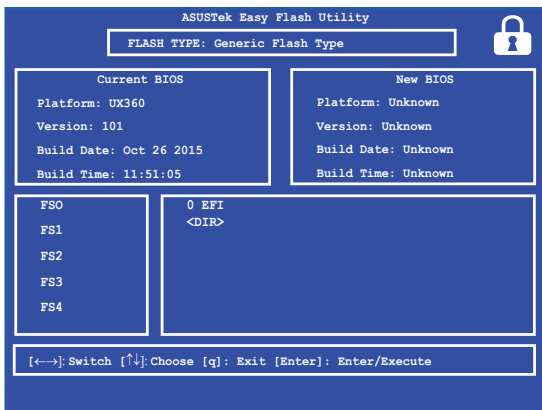 ASUSTek Easy Flash Utility
FLASH TYPE: Generic Flash Type
Current BIOS
Platform: UX360
Version: 101
Build Date: Oct 26 2015
Build Time: 11:51:05
New BIOS
Platform: Unknown
Version: Unknown
Build Date: Unknown
Build Time: Unknown
FSO
FS1
FS2
FS3
FS4
0 EFI
<DIR>
[←→]: Switch [↑↓]: Choose [q]: Exit [Enter]: Enter/Execute